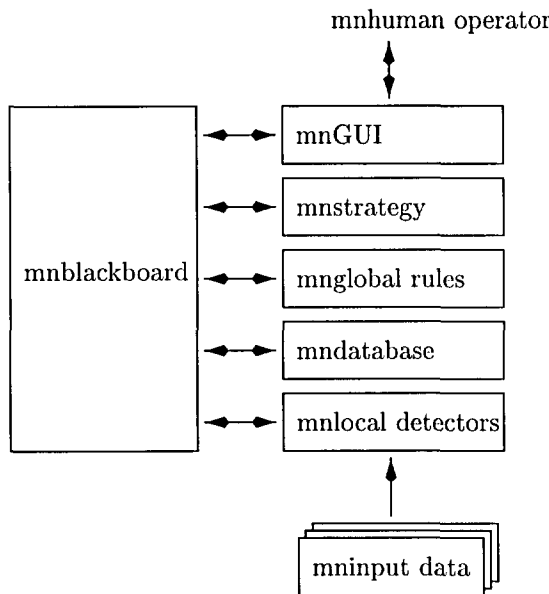 mnhuman operator
mnGUI
mnstrategy
mnblackboard
mnglobal rules
mndatabase
mnlocal detectors
mninput data